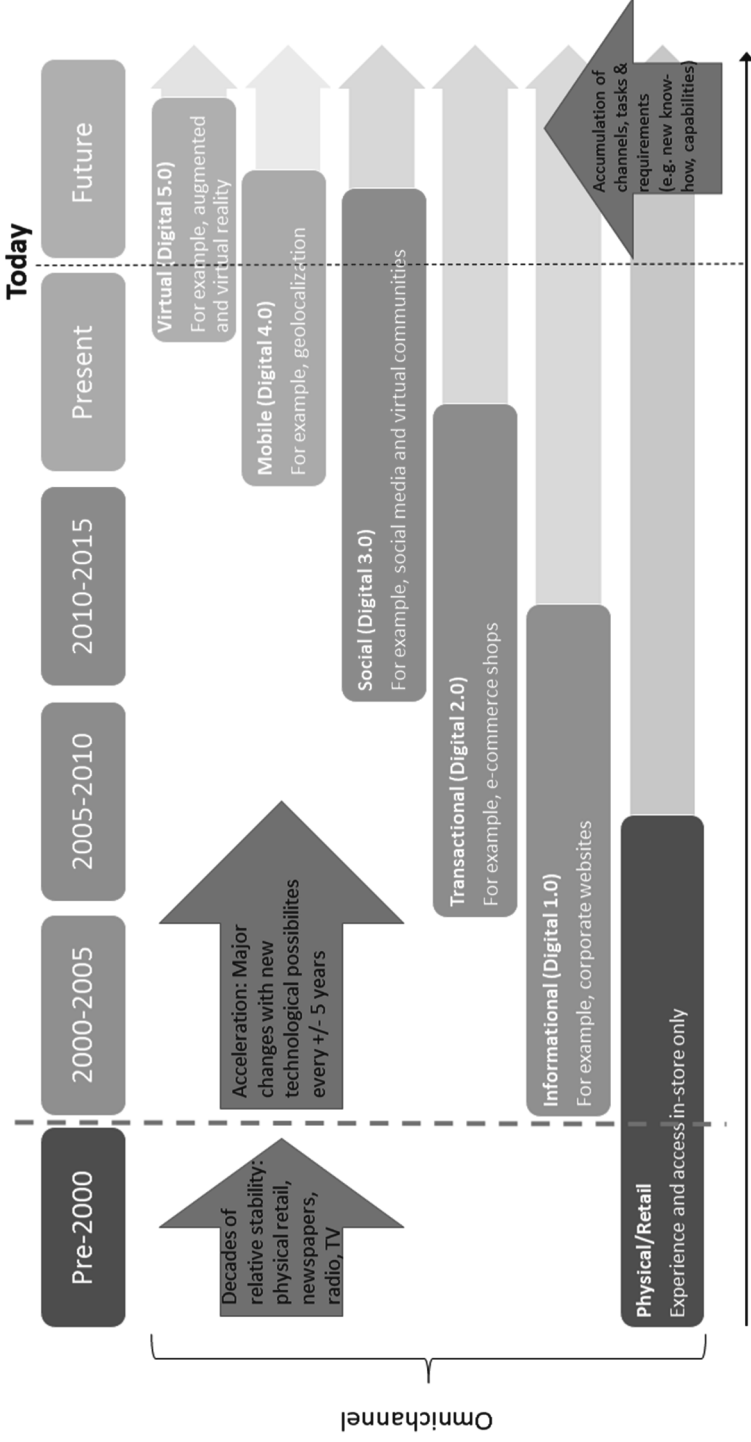 Today
Pre-2000
2000-2005
2005-2010
2010-2015
Present
Future
Omnichannel
Decades of
relative stability:
physical retail,
newspapers,
radio, TV
Acceleration: Major
changes with new
technological possibilites
every +/- 5 years
Virtual (Digital 5.0)
For example, augmented
and virtual reality
Mobile (Digital 4.0)
For example, geolocalization
Social (Digital 3.0)
For example, social media and virtual communities
Transactional (Digital 2.0)
For example, e-commerce shops
Informational (Digital 1.0)
For example, corporate websites
Physical/Retail
Experience and access in-store only
Accumulation of
channels, tasks &
requirements
(e.g. new know-
how, capabilities)